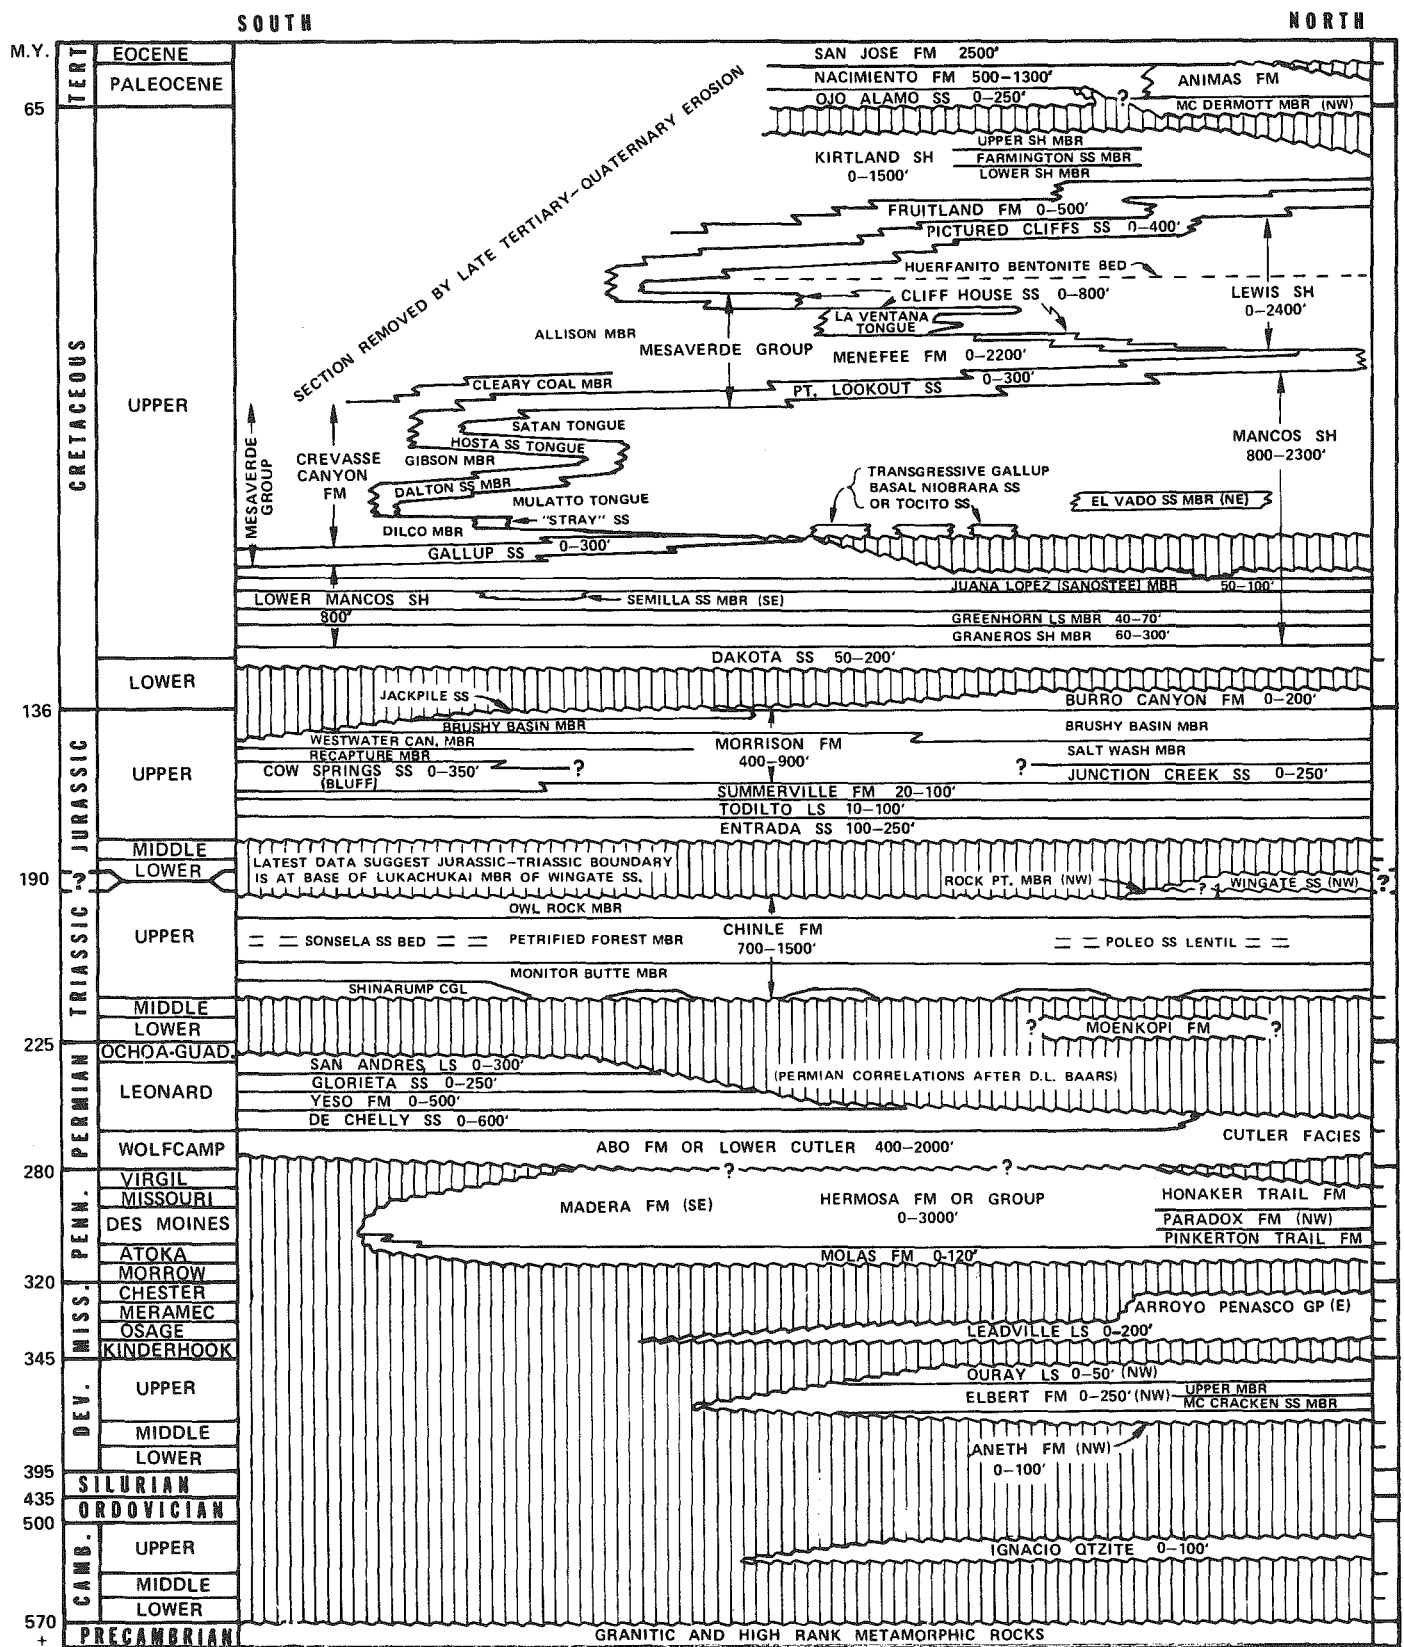 SOUTH
NORTH
M.Y.
TERT
EOCENE
PALEOCENE
SAN JOSE FM 2500'
NACIMIENTO FM 500-1300'
OJO ALAMO SS 0-250'
ANIMAS FM
?
MC DERMOTT MBR (NW)
65
SECTION REMOVED BY LATE TERTIARY-QUATERNARY EROSION
CRETACEOUS
UPPER
KIRTLAND SH
0-1500'
UPPER SH MBR
FARMINGTON SS MBR
LOWER SH MBR
FRUITLAND FM 0-500'
PICTURED CLIFFS SS 0-400'
HUERFANITO BENTONITE BED
CLIFF HOUSE SS 0-800'
LEWIS SH
0-2400'
LA VENTANA
TONGUE
ALLISON MBR
MESAVERDE GROUP
MENEFEE FM 0-2200'
CLEARY COAL MBR
PT. LOOKOUT SS
0-300'
MESAVERDE
GROUP
CREVASSE
CANYON
FM
SATAN TONGUE
HOSTA SS TONGUE
GIBSON MBR
DALTON SS MBR
MULATTO TONGUE
"STRAY" SS
DILCO MBR
GALLUP SS
0-300'
MANCOS SH
800-2300'
TRANSGRESSIVE GALLUP
BASAL NIOBRARA SS
OR TOCITO SS
EL VADO SS MBR (NE)
JUANA LOPEZ (SANOSTEE) MBR 50-100'
LOWER MANCOS SH
800'
SEMILLA SS MBR (SE)
GREENHORN LS MBR 40-70'
GRANEROS SH MBR 60-300'
DAKOTA SS 50-200'
LOWER
BURRO CANYON FM 0-200'
136
JACKPILE SS
JURASSIC
UPPER
BRUSHY BASIN MBR
BRUSHY BASIN MBR
WESTWATER CAN. MBR
MORRISON FM
400-900'
RECAPTURE MBR
SALT WASH MBR
COW SPRINGS SS 0-350'
(BLUFF)
?
?
JUNCTION CREEK SS 0-250'
SUMMERVILLE FM 20-100'
TODILTO LS 10-100'
ENTRADA SS 100-250'
MIDDLE
LOWER
LATEST DATA SUGGEST JURASSIC-TRIASSIC BOUNDARY
IS AT BASE OF LUKACHUKAI MBR OF WINGATE SS.
190
?
ROCK PT. MBR (NW)
?
WINGATE SS (NW)
?
TRIASSIC
UPPER
OWL ROCK MBR
CHINLE FM
700-1500'
SONSELA SS BED
PETRIFIED FOREST MBR
POLEO SS LENTIL
MONITOR BUTTE MBR
SHINARUMP CGL
MIDDLE
LOWER
?
MOENKOPI FM
?
225
PERMIAN
OCHOA-GUAD.
LEONARD
SAN ANDRES LS 0-300'
GLORIETA SS 0-250'
YESO FM 0-500'
DE CHELLY SS 0-600'
(PERMIAN CORRELATIONS AFTER D.L. BAARS)
WOLFCAMP
ABO FM OR LOWER CUTLER 400-2000'
CUTLER FACIES
280
?
?
PENN.
VIRGIL
MISSOURI
DES MOINES
ATOKA
MORROW
MADERA FM (SE)
HERMOSA FM OR GROUP
0-3000'
HONAKER TRAIL FM
PARADOX FM (NW)
PINKERTON TRAIL FM
MOLAS FM 0-120'
320
MISS.
CHESTER
MERAMEC
OSAGE
KINDERHOOK
ARROYO PENASCO GP (E)
LEADVILLE LS 0-200'
345
DEV.
UPPER
OURAY LS 0-50' (NW)
ELBERT FM 0-250' (NW)
UPPER MBR
MC CRACKEN SS MBR
MIDDLE
LOWER
ANETH FM (NW)
0-100'
395
SILURIAN
435
ORDOVICIAN
500
CAMB.
UPPER
IGNACIO QTZITE 0-100'
MIDDLE
LOWER
570
+
PRECAMBRIAN
GRANITIC AND HIGH RANK METAMORPHIC ROCKS